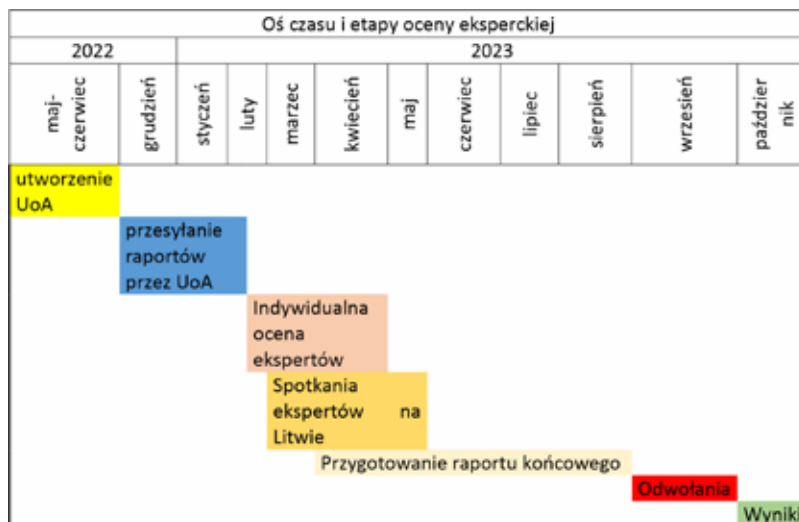 Oś czasu i etapy oceny eksperckiej
2022 2023
maj-
czerwiec
grudzień
styczeń
luty
marzec
kwiecień
maj
czerwiec
lipiec
sierpień
wrzesień
paździer
nik
utworzenie
UoA
przesyłanie
raportów
przez UoA
Indywidualna
ocena
ekspertów
Spotkania
ekspertów na
Litwie
Przygotowanie raportu końcowego
Odwołania
Wyniki